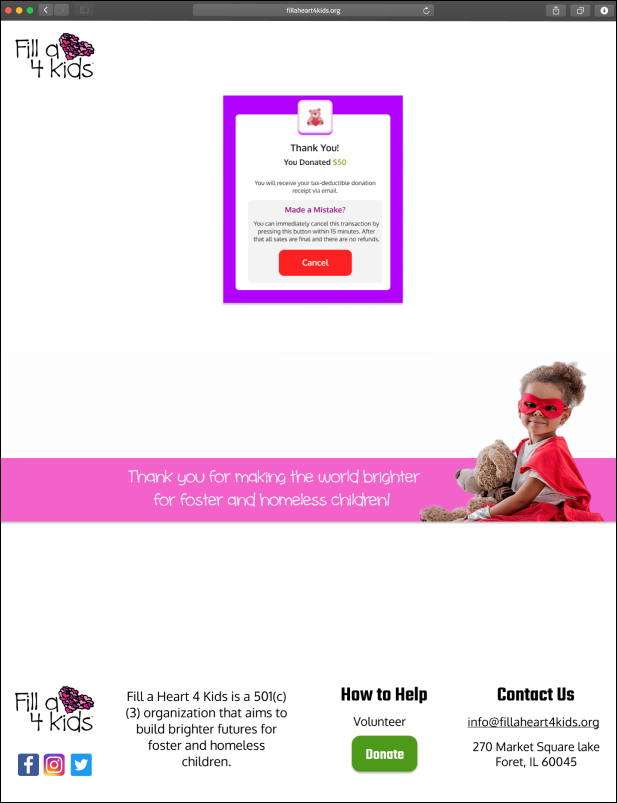 fillaheart4kids.org
Fill a
4 kids
Thank You!
You Donated $50
You will receive your tax-deductible donation
receipt via email.
Made a Mistake?
You can immediately cancel this transaction by
pressing this button within 15 minutes. After
that all sales are final and there are no refunds.
Cancel
Thank you for making the world brighter
for foster and homeless children!
Fill a
4 kids
Fill a Heart 4 Kids is a 501(c)
(3) organization that aims to
build brighter futures for
foster and homeless
children.
How to Help
Volunteer
Donate
Contact Us
info@fillaheart4kids.org
270 Market Square lake
Foret, IL 60045